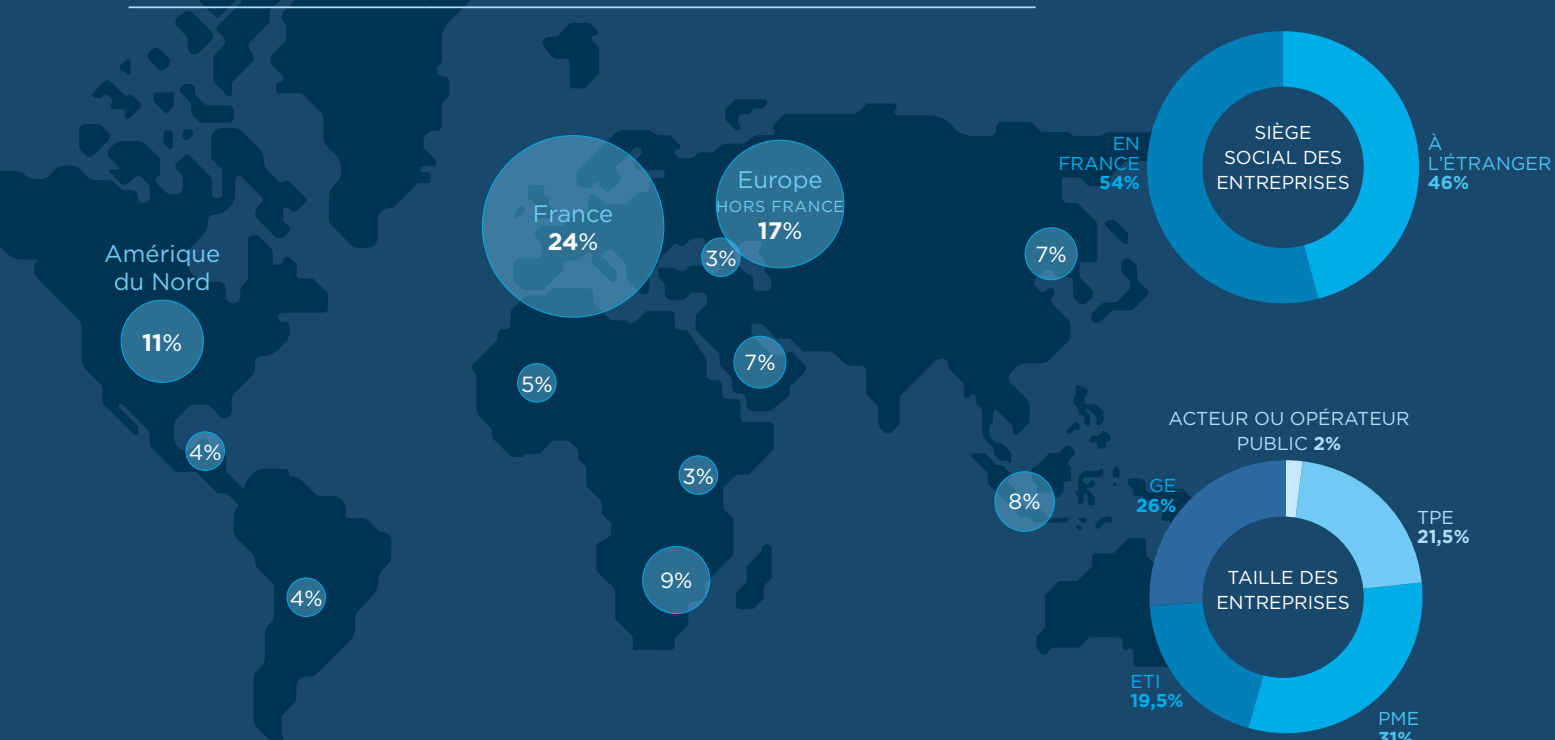 Amérique
du Nord
11%
4%
4%
France
24%
Europe
HORS FRANCE
17%
3%
7%
5%
7%
3%
9%
8%
SIÈGE
SOCIAL DES
ENTREPRISES
EN
FRANCE
54%
À
L'ÉTRANGER
46%
ACTEUR OU OPÉRATEUR
PUBLIC 2%
GE
26%
TPE
21,5%
TAILLE DES
ENTREPRISES
ETI
19,5%
PME
31%